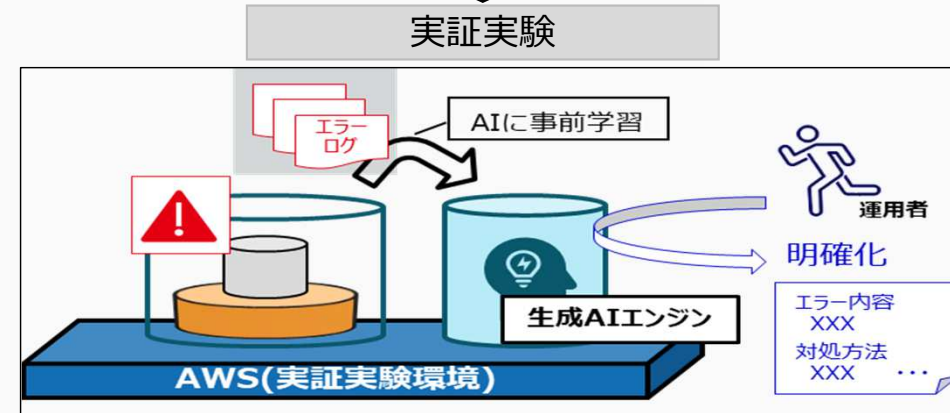 実証実験
エラー
ログ
AIに事前学習
運用者
明確化
生成AIエンジン
エラー内容
XXX
対処方法
XXX ・・・
AWS(実証実験環境)